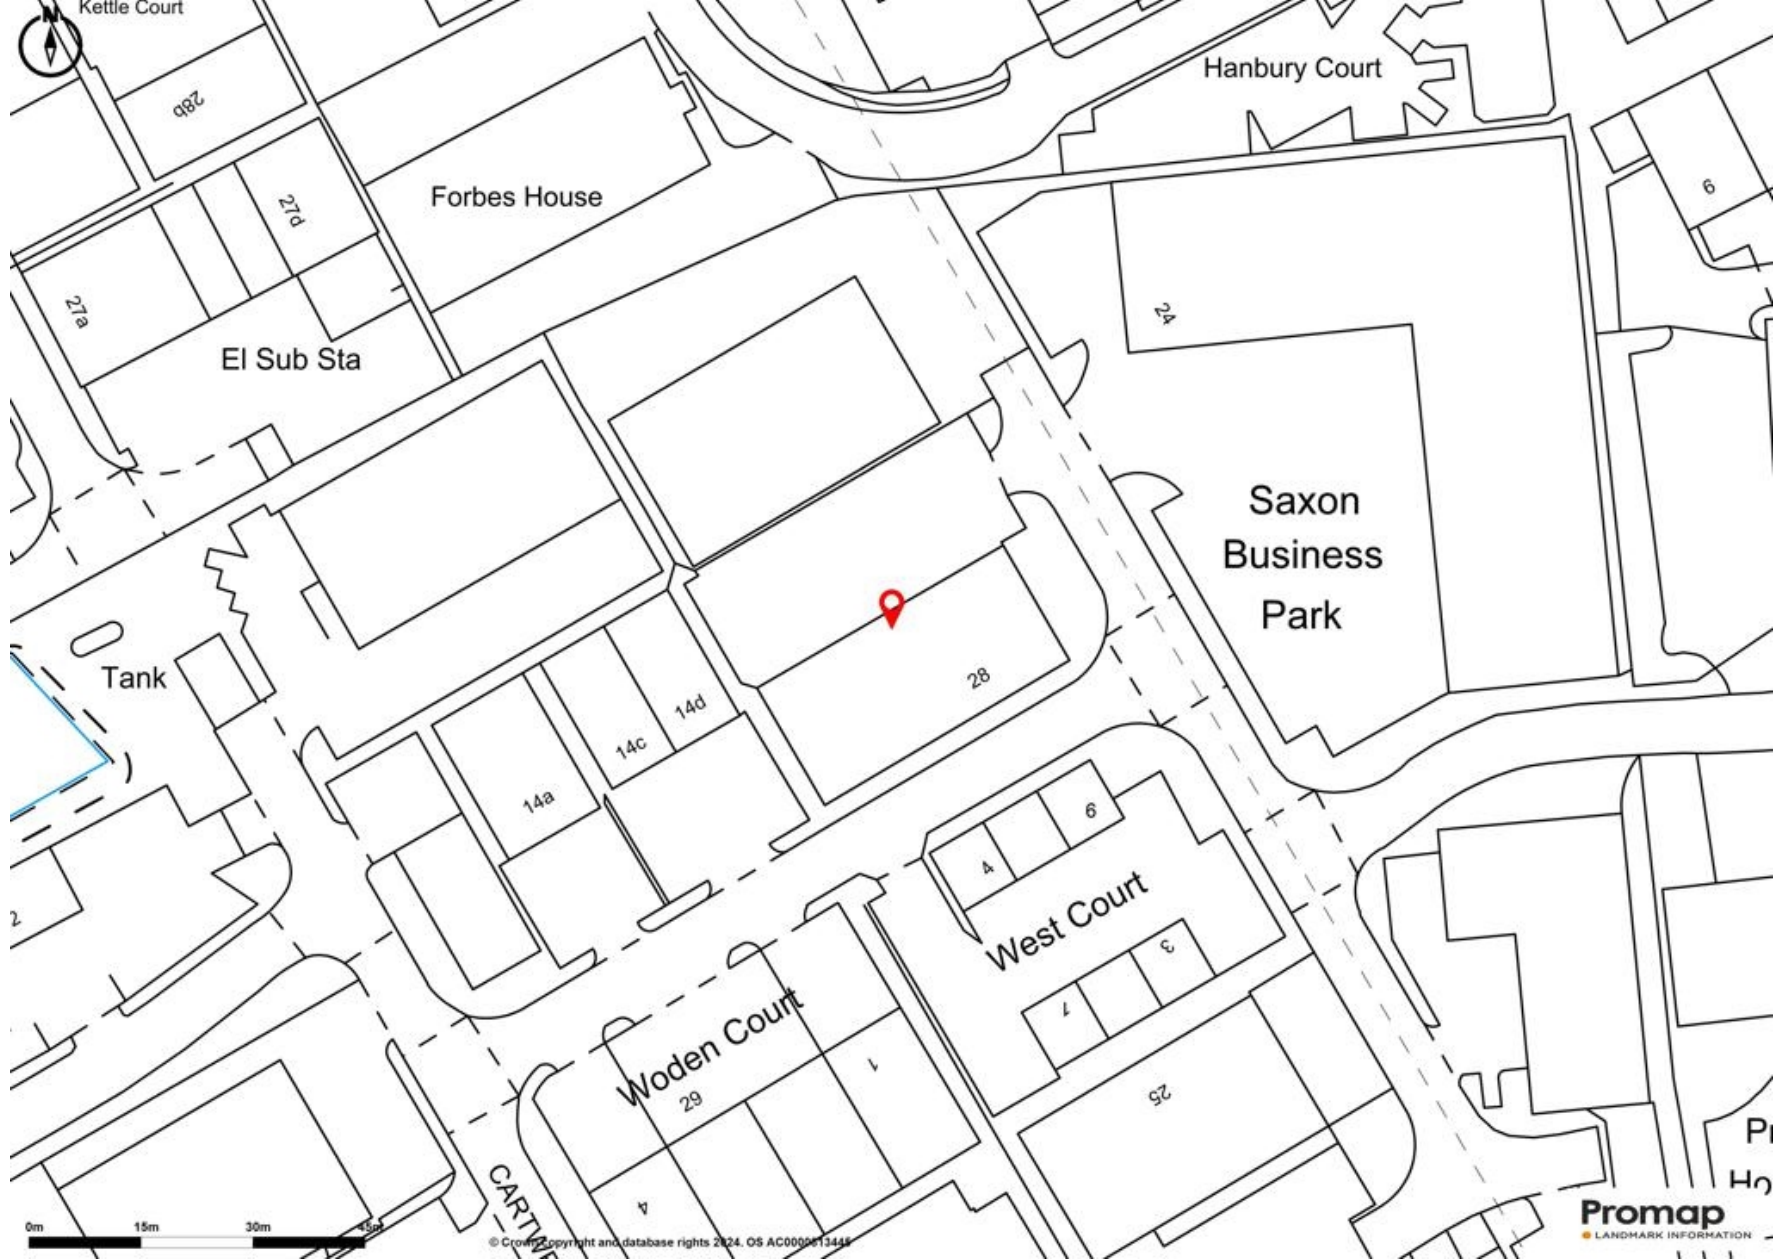 Kettle Court
N
Hanbury Court
28b
Forbes House
27d
9
27a
24
El Sub Sta
Saxon
Business
Park
Tank
28
14d
14c
14a
6
4
West Court
2
3
7
Woden Court
29
1
25
4
0m 15m 30m 45m
© Crown copyright and database rights 2024. OS AC0000813445
Promap
LANDMARK INFORMATION